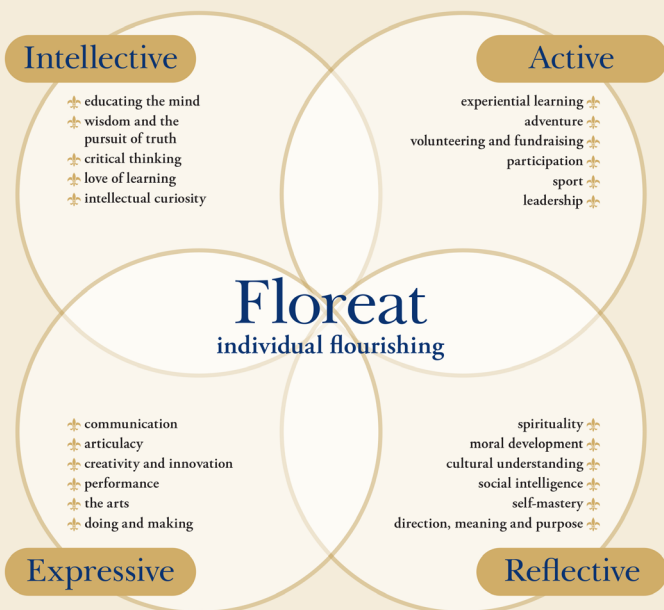 Intellective
educating the mind
wisdom and the
pursuit of truth
critical thinking
love of learning
intellectual curiosity
Active
experiential learning
adventure
volunteering and fundraising
participation
sport
leadership
Floreat
individual flourishing
communication
articulacy
creativity and innovation
performance
the arts
doing and making
Expressive
spirituality
moral development
cultural understanding
social intelligence
self-mastery
direction, meaning and purpose
Reflective